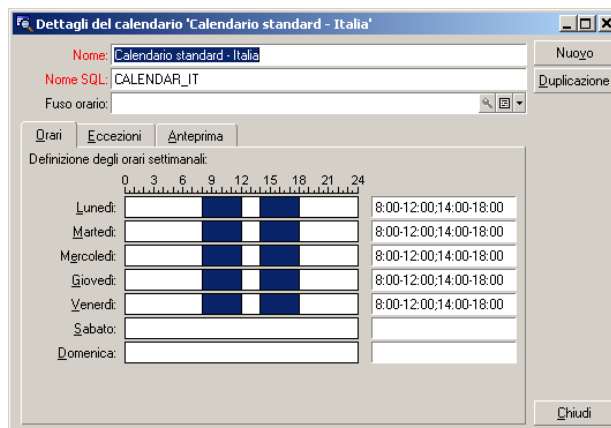 Dettagli del calendario 'Calendario standard - Italia'
Nome: Calendario standard - Italia
Nuovo
Nome SQL: CALENDAR_IT
Duplicazione
Fuso orario:
Orari Eccezioni Anteprima
Definizione degli orari settimanali:
0 3 6 9 12 15 18 21 24
Lunedì: 8:00-12:00;14:00-18:00
Martedì: 8:00-12:00;14:00-18:00
Mercoledì: 8:00-12:00;14:00-18:00
Giovedì: 8:00-12:00;14:00-18:00
Venerdì: 8:00-12:00;14:00-18:00
Sabato:
Domenica:
Chiudi